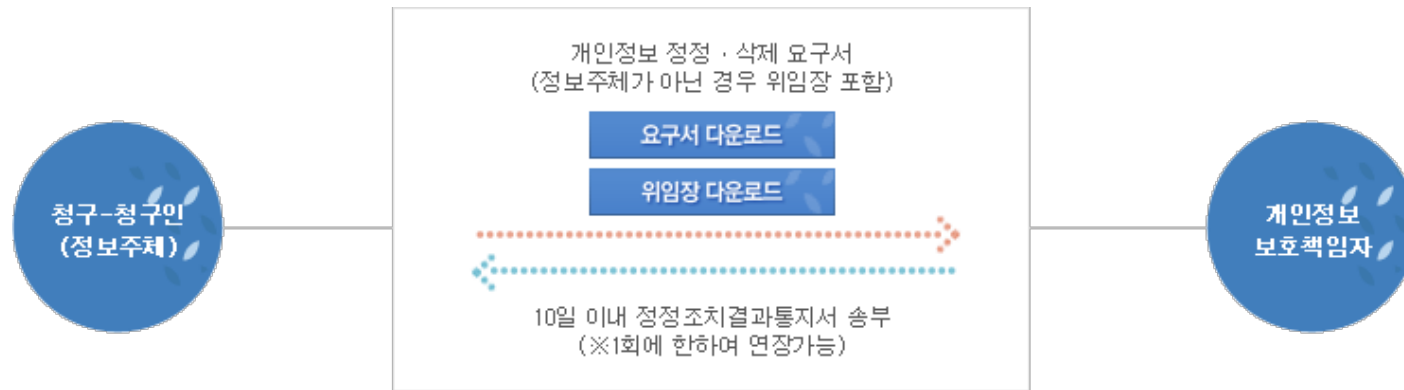 개인정보 정정 · 삭제 요구서
(정보주체가 아닌 경우 위임장 포함)
요구서 다운로드
위임장 다운로드
청구-청구인
(정보주체)
개인정보
보호책임자
10일 이내 정정조치결과통지서 송부
(※1회에 한하여 연장가능)